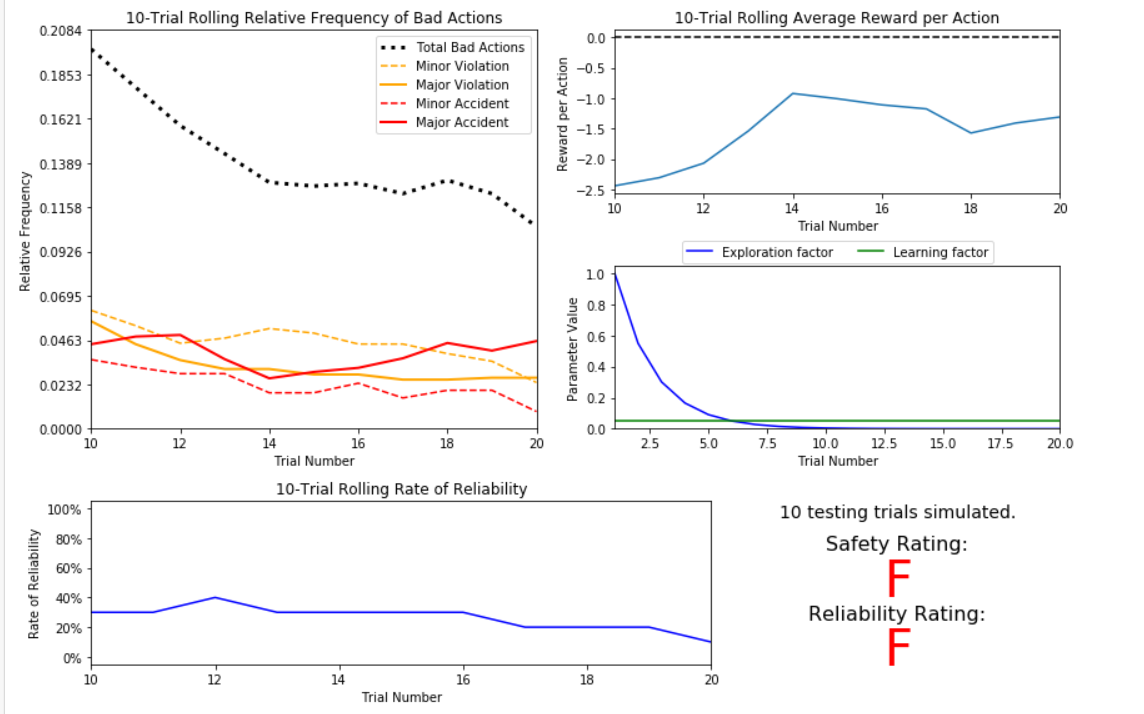 10-Trial Rolling Relative Frequency of Bad Actions
0.2084
0.1853
0.1621
0.1389
0.1158
0.0926
0.0695
0.0463
0.0232
0.0000
Relative Frequency
Total Bad Actions
Minor Violation
Major Violation
Minor Accident
Major Accident
10 12 14 16 18 20
Trial Number
10-Trial Rolling Average Reward per Action
0.0
−0.5
−1.0
−1.5
−2.0
−2.5
Reward per Action
10 12 14 16 18 20
Trial Number
Exploration factor Learning factor
1.0
0.8
0.6
0.4
0.2
0.0
Parameter Value
2.5 5.0 7.5 10.0 12.5 15.0 17.5 20.0
Trial Number
10-Trial Rolling Rate of Reliability
100%
80%
60%
40%
20%
0%
Rate of Reliability
10 12 14 16 18 20
Trial Number
10 testing trials simulated.
Safety Rating:
F
Reliability Rating:
F